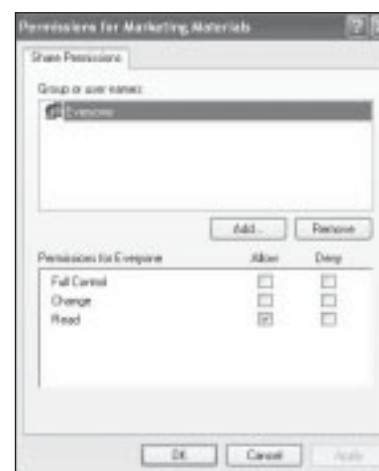 Permissions for Marketing Materials
Share Permissions
Group or user names:
Everyone
Add...
Remove
Permissions for Everyone
Allow
Deny
Full Control
Change
Read
OK
Cancel
Apply